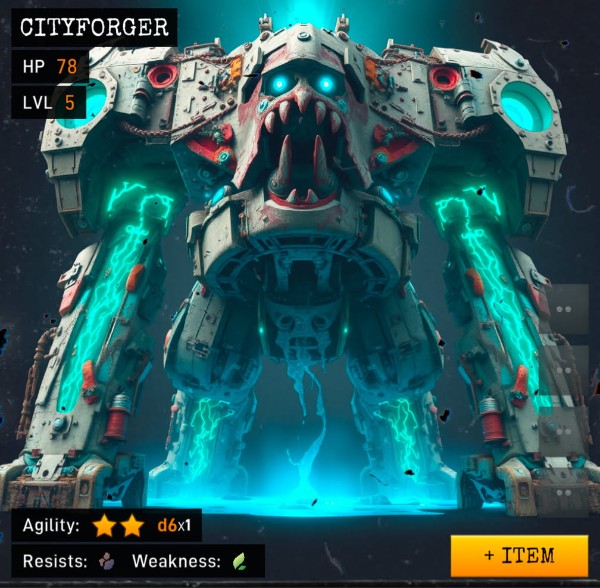 CITYFORGER
HP 78
LVL 5
Agility: d6x1
Resists: Weakness:
+ ITEM